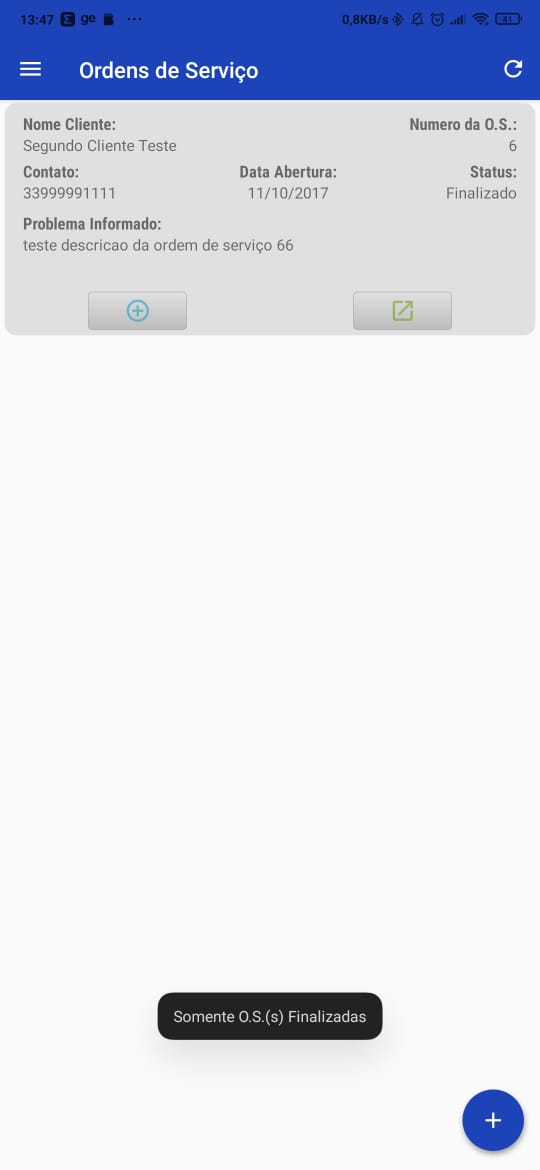 13:47 Σ ge ... 0,8KB/s 41
Ordens de Serviço
Nome Cliente: Numero da O.S.:
Segundo Cliente Teste 6
Contato: Data Abertura: Status:
33999991111 11/10/2017 Finalizado
Problema Informado:
teste descricao da ordem de serviço 66
Somente O.S.(s) Finalizadas